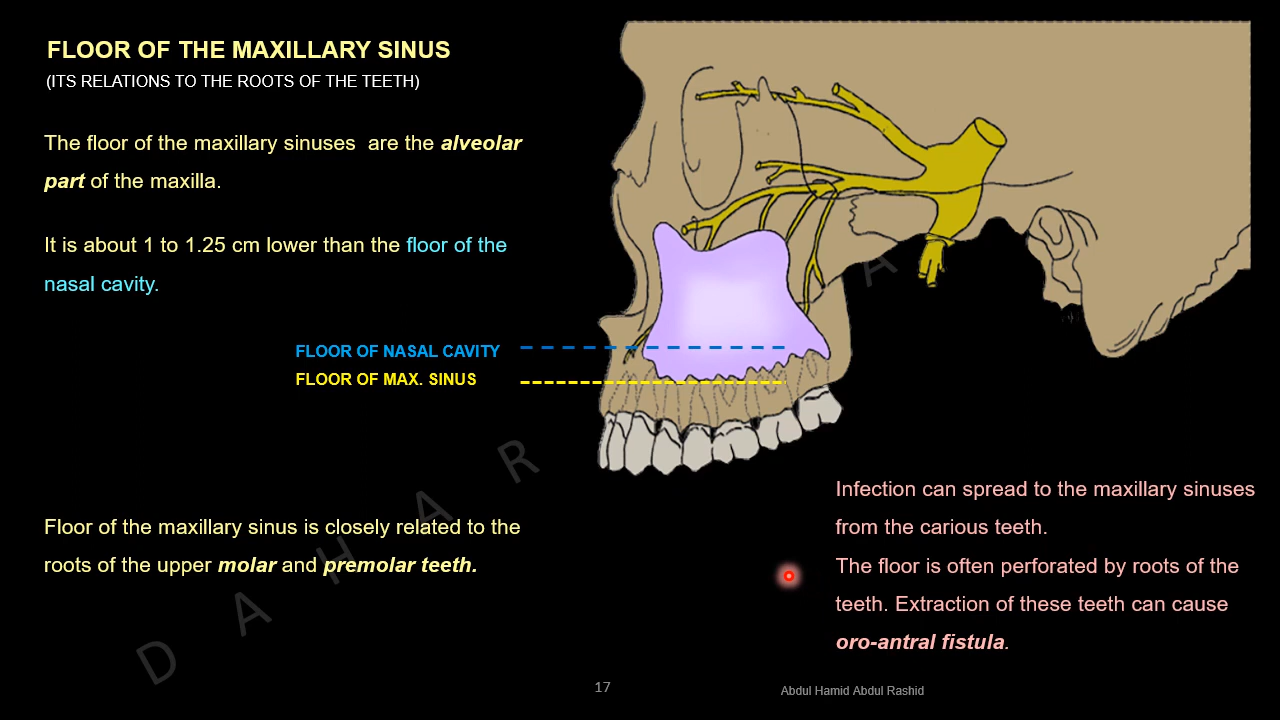 FLOOR OF THE MAXILLARY SINUS
(ITS RELATIONS TO THE ROOTS OF THE TEETH)
The floor of the maxillary sinuses  are the alveolar
part of the maxilla.
It is about 1 to 1.25 cm lower than the floor of the
nasal cavity.
FLOOR OF NASAL CAVITY
FLOOR OF MAX. SINUS
Floor of the maxillary sinus is closely related to the
roots of the upper molar and premolar teeth.
Infection can spread to the maxillary sinuses
from the carious teeth.
The floor is often perforated by roots of the
teeth. Extraction of these teeth can cause
oro-antral fistula.
D A H A R A
17
Abdul Hamid Abdul Rashid